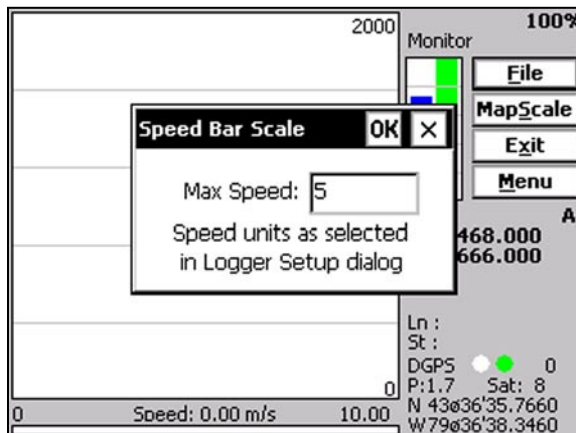 2000
100%
Monitor
File
MapScale
Exit
Menu
Speed Bar Scale OK ×
Max Speed: 5
Speed units as selected
in Logger Setup dialog
A
468.000
666.000
Ln :
St :
DGPS 0
P:1.7 Sat: 8
N 43ø36'35.7660
W79ø36'38.3460
0
0 Speed: 0.00 m/s 10.00